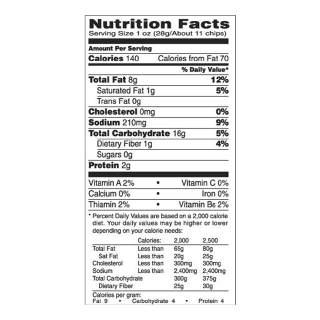 Nutrition Facts
Serving Size 1 oz (28g/About 11 chips)
Amount Per Serving
Calories 140 Calories from Fat 70
% Daily Value*
Total Fat 8g 12%
Saturated Fat 1g 5%
Trans Fat 0g
Cholesterol 0mg 0%
Sodium 210mg 9%
Total Carbohydrate 16g 5%
Dietary Fiber 1g 4%
Sugars 0g
Protein 2g
Vitamin A 2% • Vitamin C 0%
Calcium 0% • Iron 0%
Thiamin 2% • Vitamin B6 2%
* Percent Daily Values are based on a 2,000 calorie
diet. Your daily values may be higher or lower
depending on your calorie needs:
Calories: 2,000 2,500
Total Fat Less than 65g 80g
Sat Fat Less than 20g 25g
Cholesterol Less than 300mg 300mg
Sodium Less than 2,400mg 2,400mg
Total Carbohydrate 300g 375g
Dietary Fiber 25g 30g
Calories per gram:
Fat 9 • Carbohydrate 4 • Protein 4